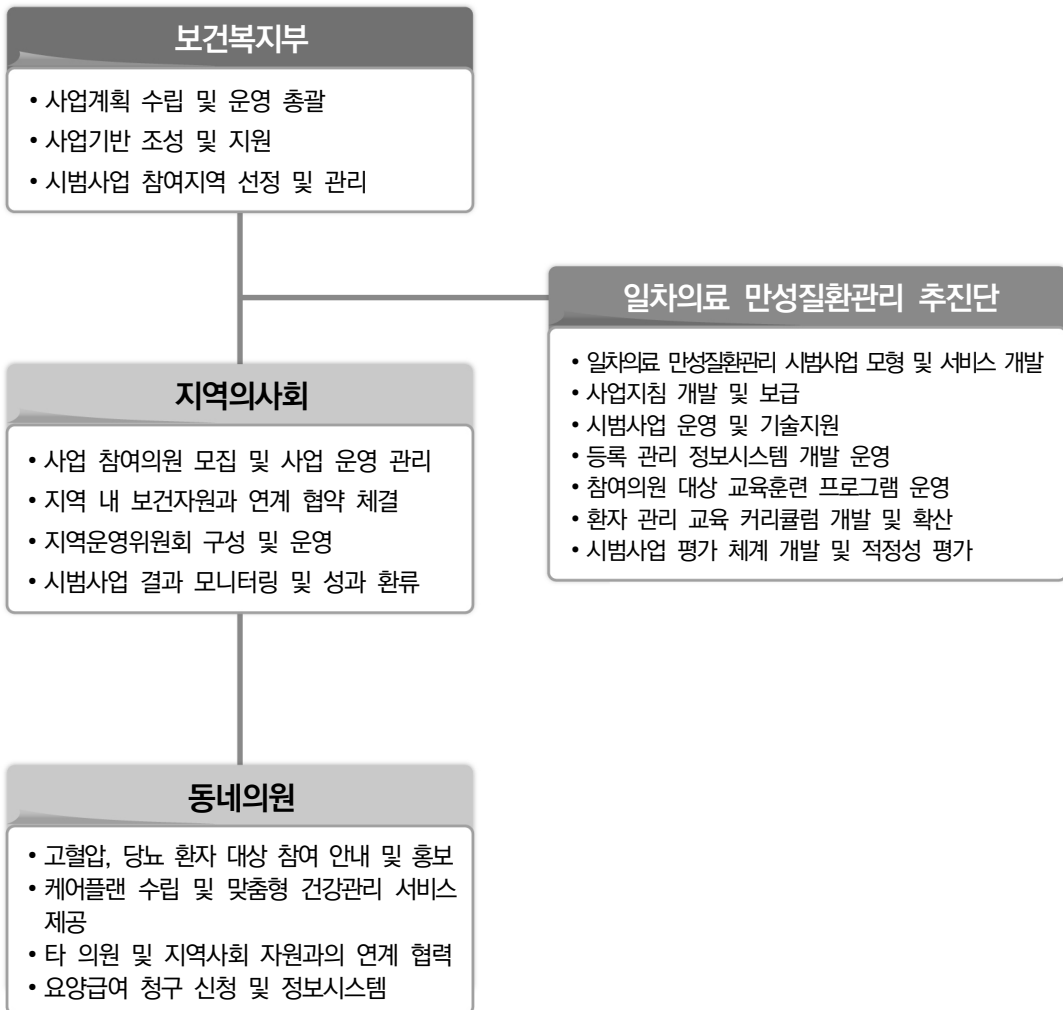 보건복지부
• 사업계획 수립 및 운영 총괄
• 사업기반 조성 및 지원
• 시범사업 참여지역 선정 및 관리
일차의료 만성질환관리 추진단
• 일차의료 만성질환관리 시범사업 모형 및 서비스 개발
• 사업지침 개발 및 보급
• 시범사업 운영 및 기술지원
• 등록 관리 정보시스템 개발 운영
• 참여의원 대상 교육훈련 프로그램 운영
• 환자 관리 교육 커리큘럼 개발 및 확산
• 시범사업 평가 체계 개발 및 적정성 평가
지역의사회
• 사업 참여의원 모집 및 사업 운영 관리
• 지역 내 보건자원과 연계 협약 체결
• 지역운영위원회 구성 및 운영
• 시범사업 결과 모니터링 및 성과 환류
동네의원
• 고혈압, 당뇨 환자 대상 참여 안내 및 홍보
• 케어플랜 수립 및 맞춤형 건강관리 서비스
제공
• 타 의원 및 지역사회 자원과의 연계 협력
• 요양급여 청구 신청 및 정보시스템